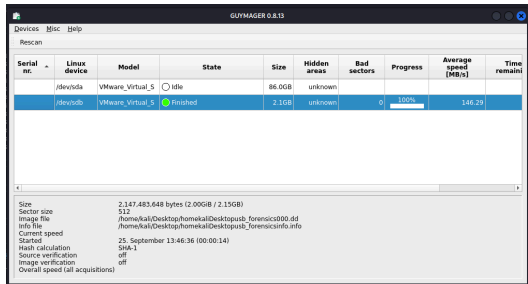 GUYMAGER 0.8.13
Devices Misc Help
Rescan
Serial nr. Linux device Model State Size Hidden areas Bad sectors Progress Average speed [MB/s] Time remaini
/dev/sda VMware_Virtual_S Idle 86.0GB unknown
/dev/sdb VMware_Virtual_S Finished 2.1GB unknown 0 100% 146.29
Size 2,147,483,648 bytes (2.00GiB / 2.15GB)
Sector size 512
Image file /home/kali/Desktop/homekaliDesktopusb_forensics000.dd
Info file /home/kali/Desktop/homekaliDesktopusb_forensicsinfo.info
Current speed
Started 25. September 13:46:36 (00:00:14)
Hash calculation SHA-1
Source verification off
Image verification off
Overall speed (all acquisitions)